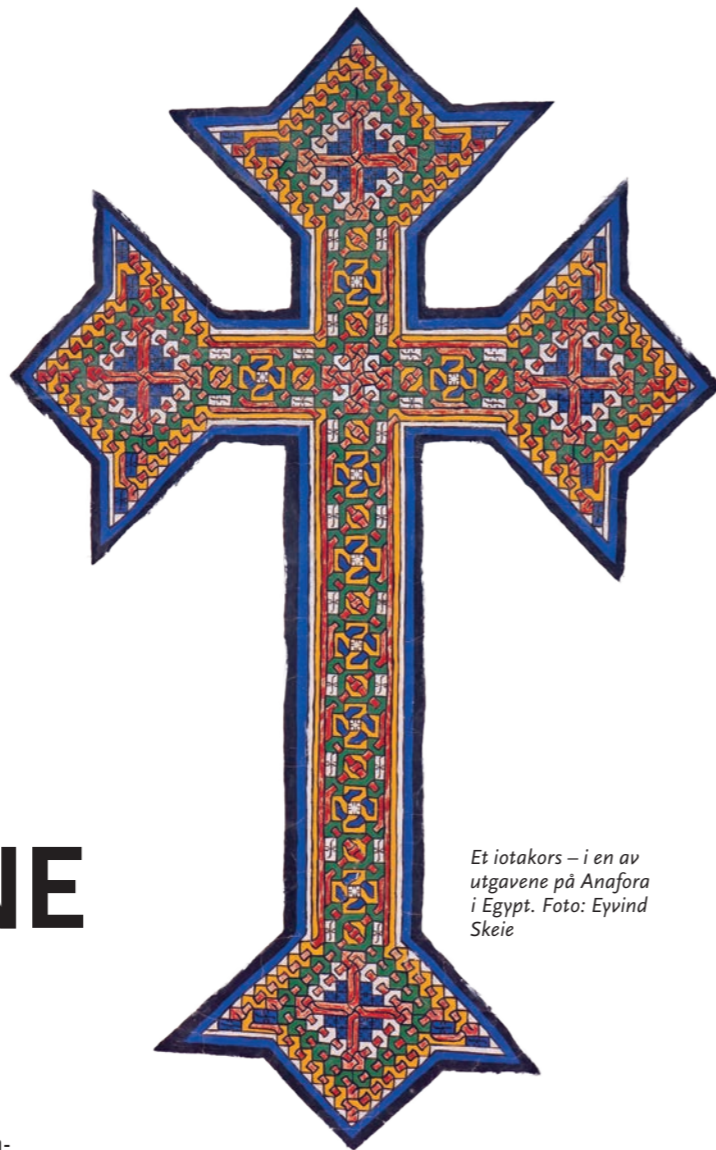 NE
Et iotakors – i en av
utgavene på Anafora
i Egypt. Foto: Eyvind
Skeie